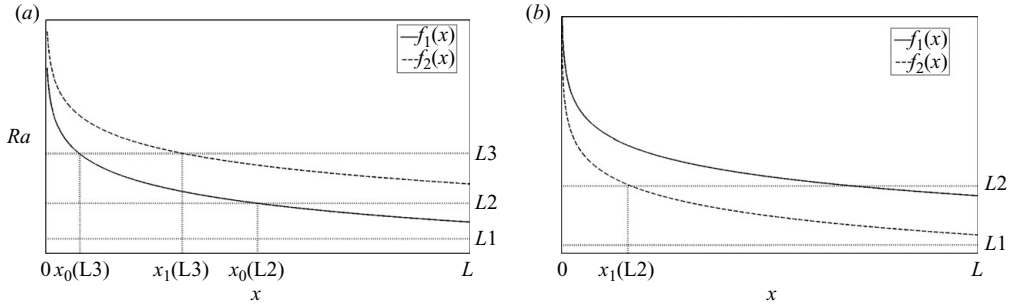 (a)
f1(x)
f2(x)
Ra
L3
L2
L1
0 x0(L3) x1(L3) x0(L2) L
x
(b)
f1(x)
f2(x)
L2
L1
0 x1(L2) L
x